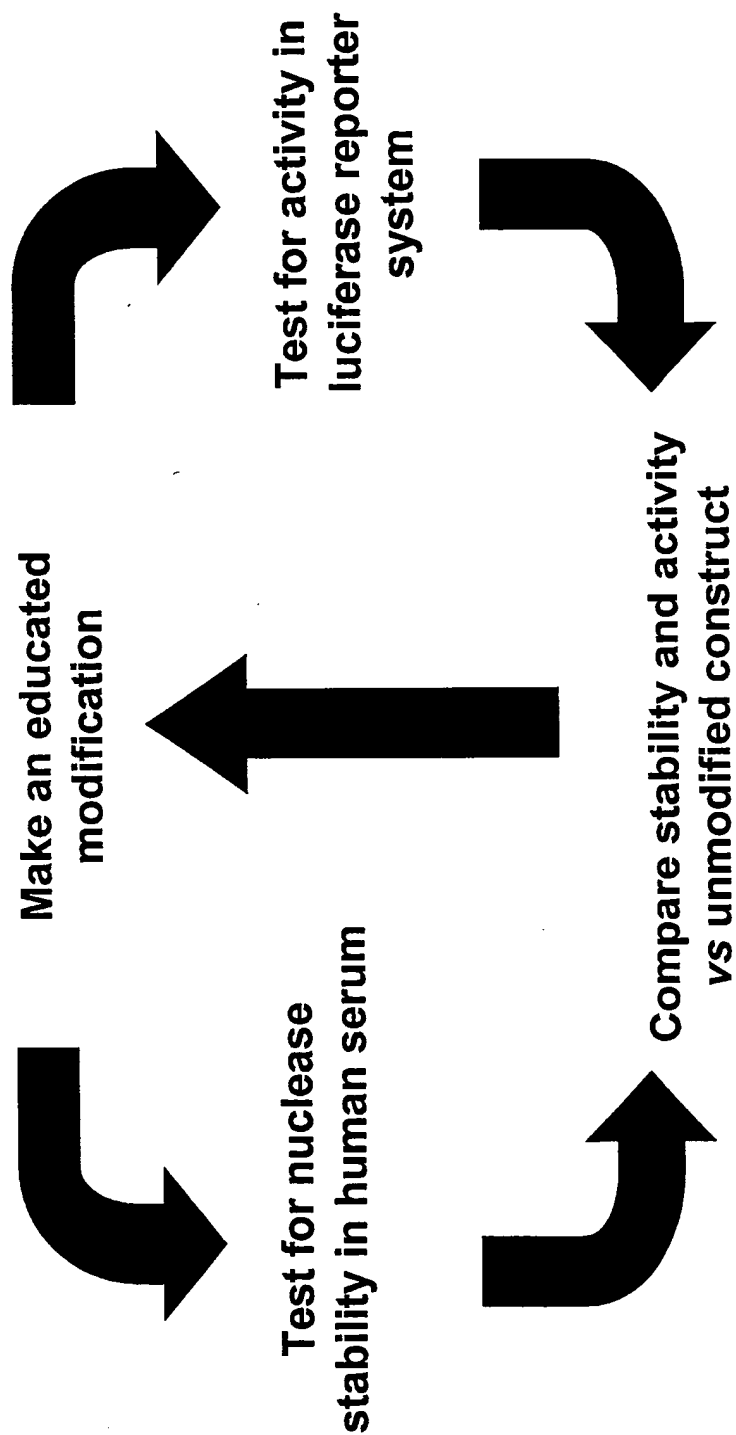 Make an educated
modification
Test for nuclease
stability in human serum
Test for activity in
luciferase reporter
system
Compare stability and activity
vs unmodified construct